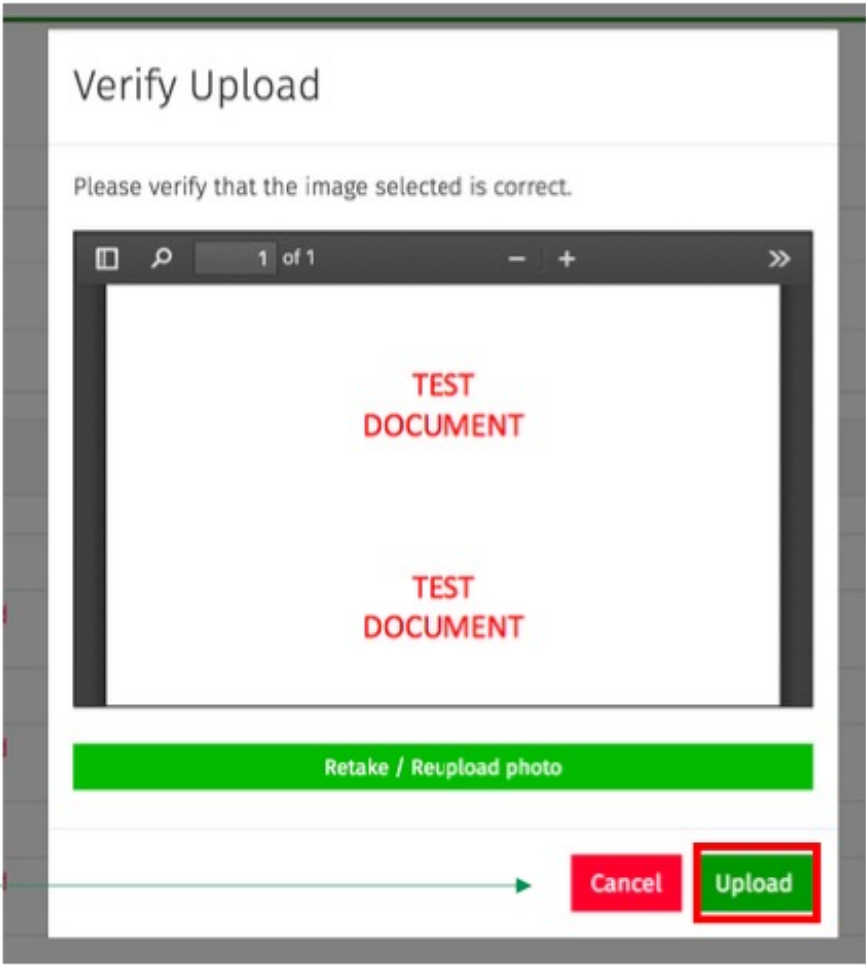 Verify Upload
Please verify that the image selected is correct.
1 of 1
TEST
DOCUMENT
TEST
DOCUMENT
Retake / Reupload photo
Cancel Upload